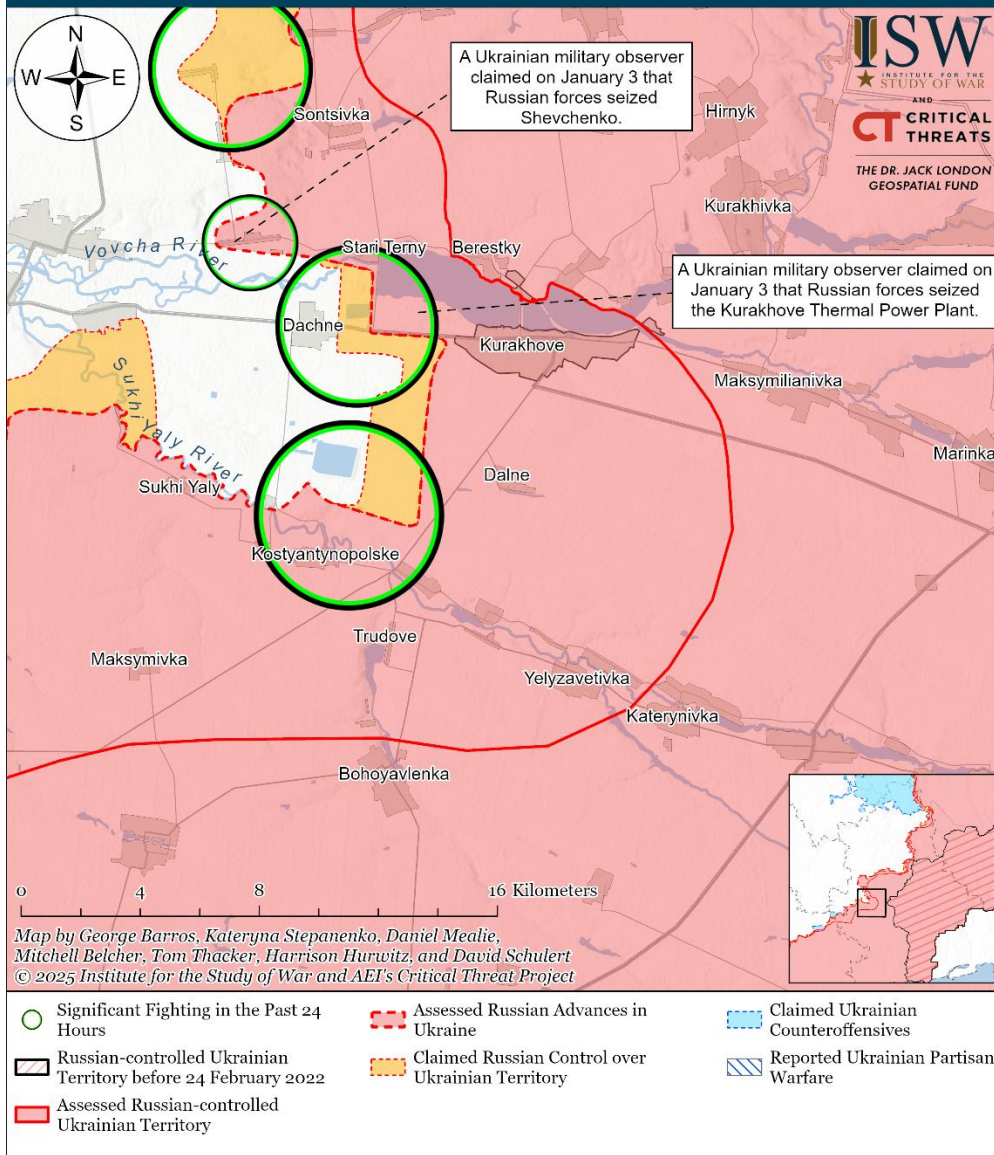 N
W E
S
A Ukrainian military observer
claimed on January 3 that
Russian forces seized
Shevchenko.
ISW
INSTITUTE FOR THE
STUDY OF WAR
AND
CT CRITICAL
THREATS
THE DR. JACK LONDON
GEOSPATIAL FUND
Sontsivka
Hirnyk
Kurakhivka
Vovcha River
Stari Terny
Berestky
A Ukrainian military observer claimed on
January 3 that Russian forces seized
the Kurakhove Thermal Power Plant.
Dachne
Kurakhove
Maksymilianivka
Sukhi Yaly River
Marinka
Dalne
Sukhi Yaly
Kostyantynopolske
Trudove
Maksymivka
Yelyzavetivka
Katerynivka
Bohoyavlenka
0 4 8 16 Kilometers
Map by George Barros, Kateryna Stepanenko, Daniel Mealie,
Mitchell Belcher, Tom Thacker, Harrison Hurwitz, and David Schulert
© 2025 Institute for the Study of War and AEI's Critical Threat Project
Significant Fighting in the Past 24
Hours
Russian-controlled Ukrainian
Territory before 24 February 2022
Assessed Russian-controlled
Ukrainian Territory
Assessed Russian Advances in
Ukraine
Claimed Russian Control over
Ukrainian Territory
Claimed Ukrainian
Counteroffensives
Reported Ukrainian Partisan
Warfare